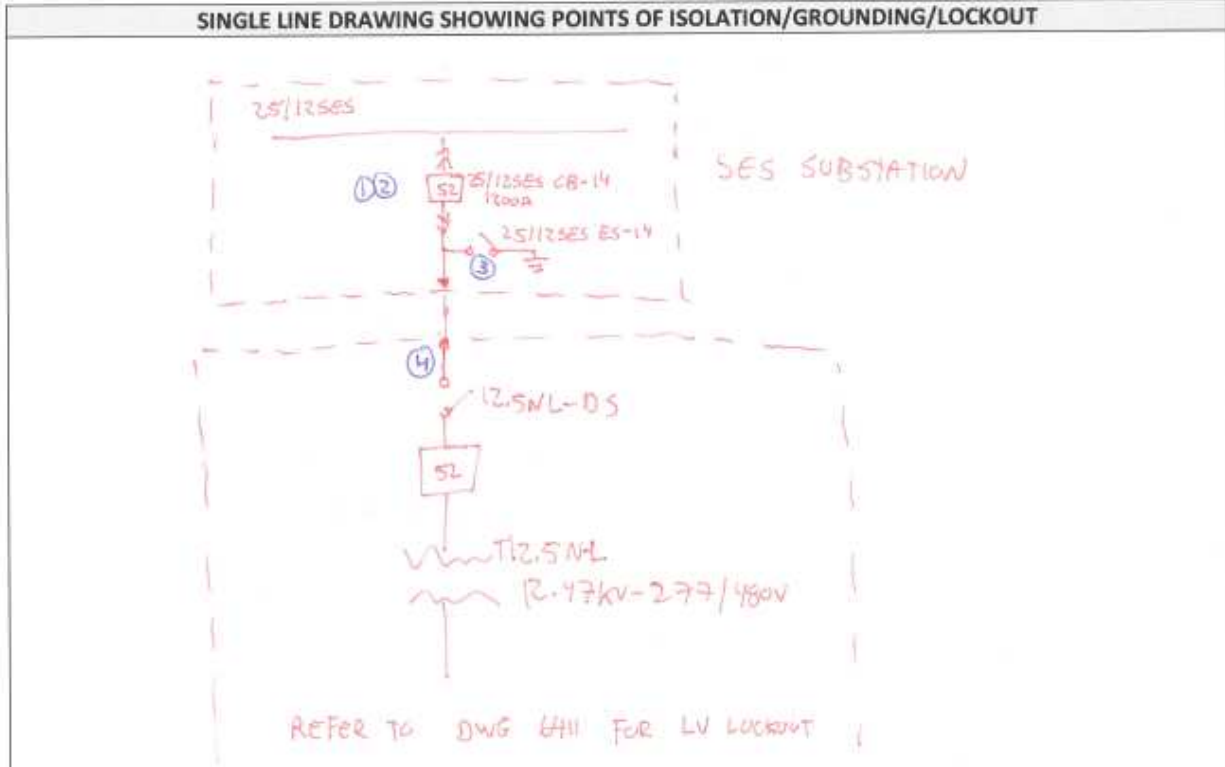 SINGLE LINE DRAWING SHOWING POINTS OF ISOLATION/GROUNDING/LOCKOUT
25/12SES
SES SUBSTATION
① ② 52 25/12SES CB-14
1200A
25/12SES ES-14
③
④
12.5NL-DS
52
T12.5NL
12.47kV-277/480V
REFER TO DWG FOR LV LOCKOUT